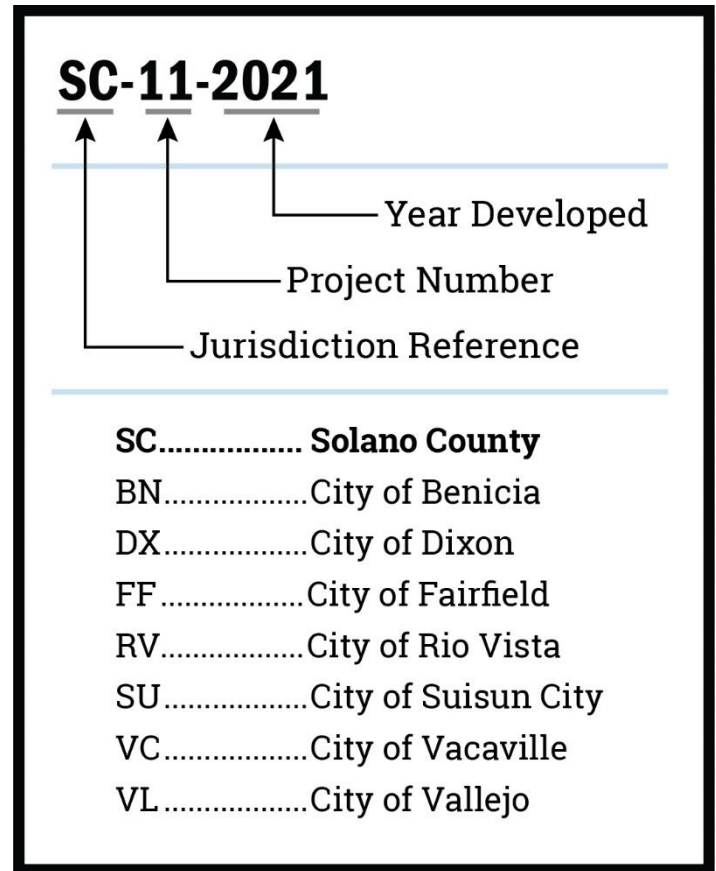 SC-11-2021
Year Developed
Project Number
Jurisdiction Reference
SC................. Solano County
BN.................City of Benicia
DX.................City of Dixon
FF.................City of Fairfield
RV.................City of Rio Vista
SU.................City of Suisun City
VC.................City of Vacaville
VL.................City of Vallejo